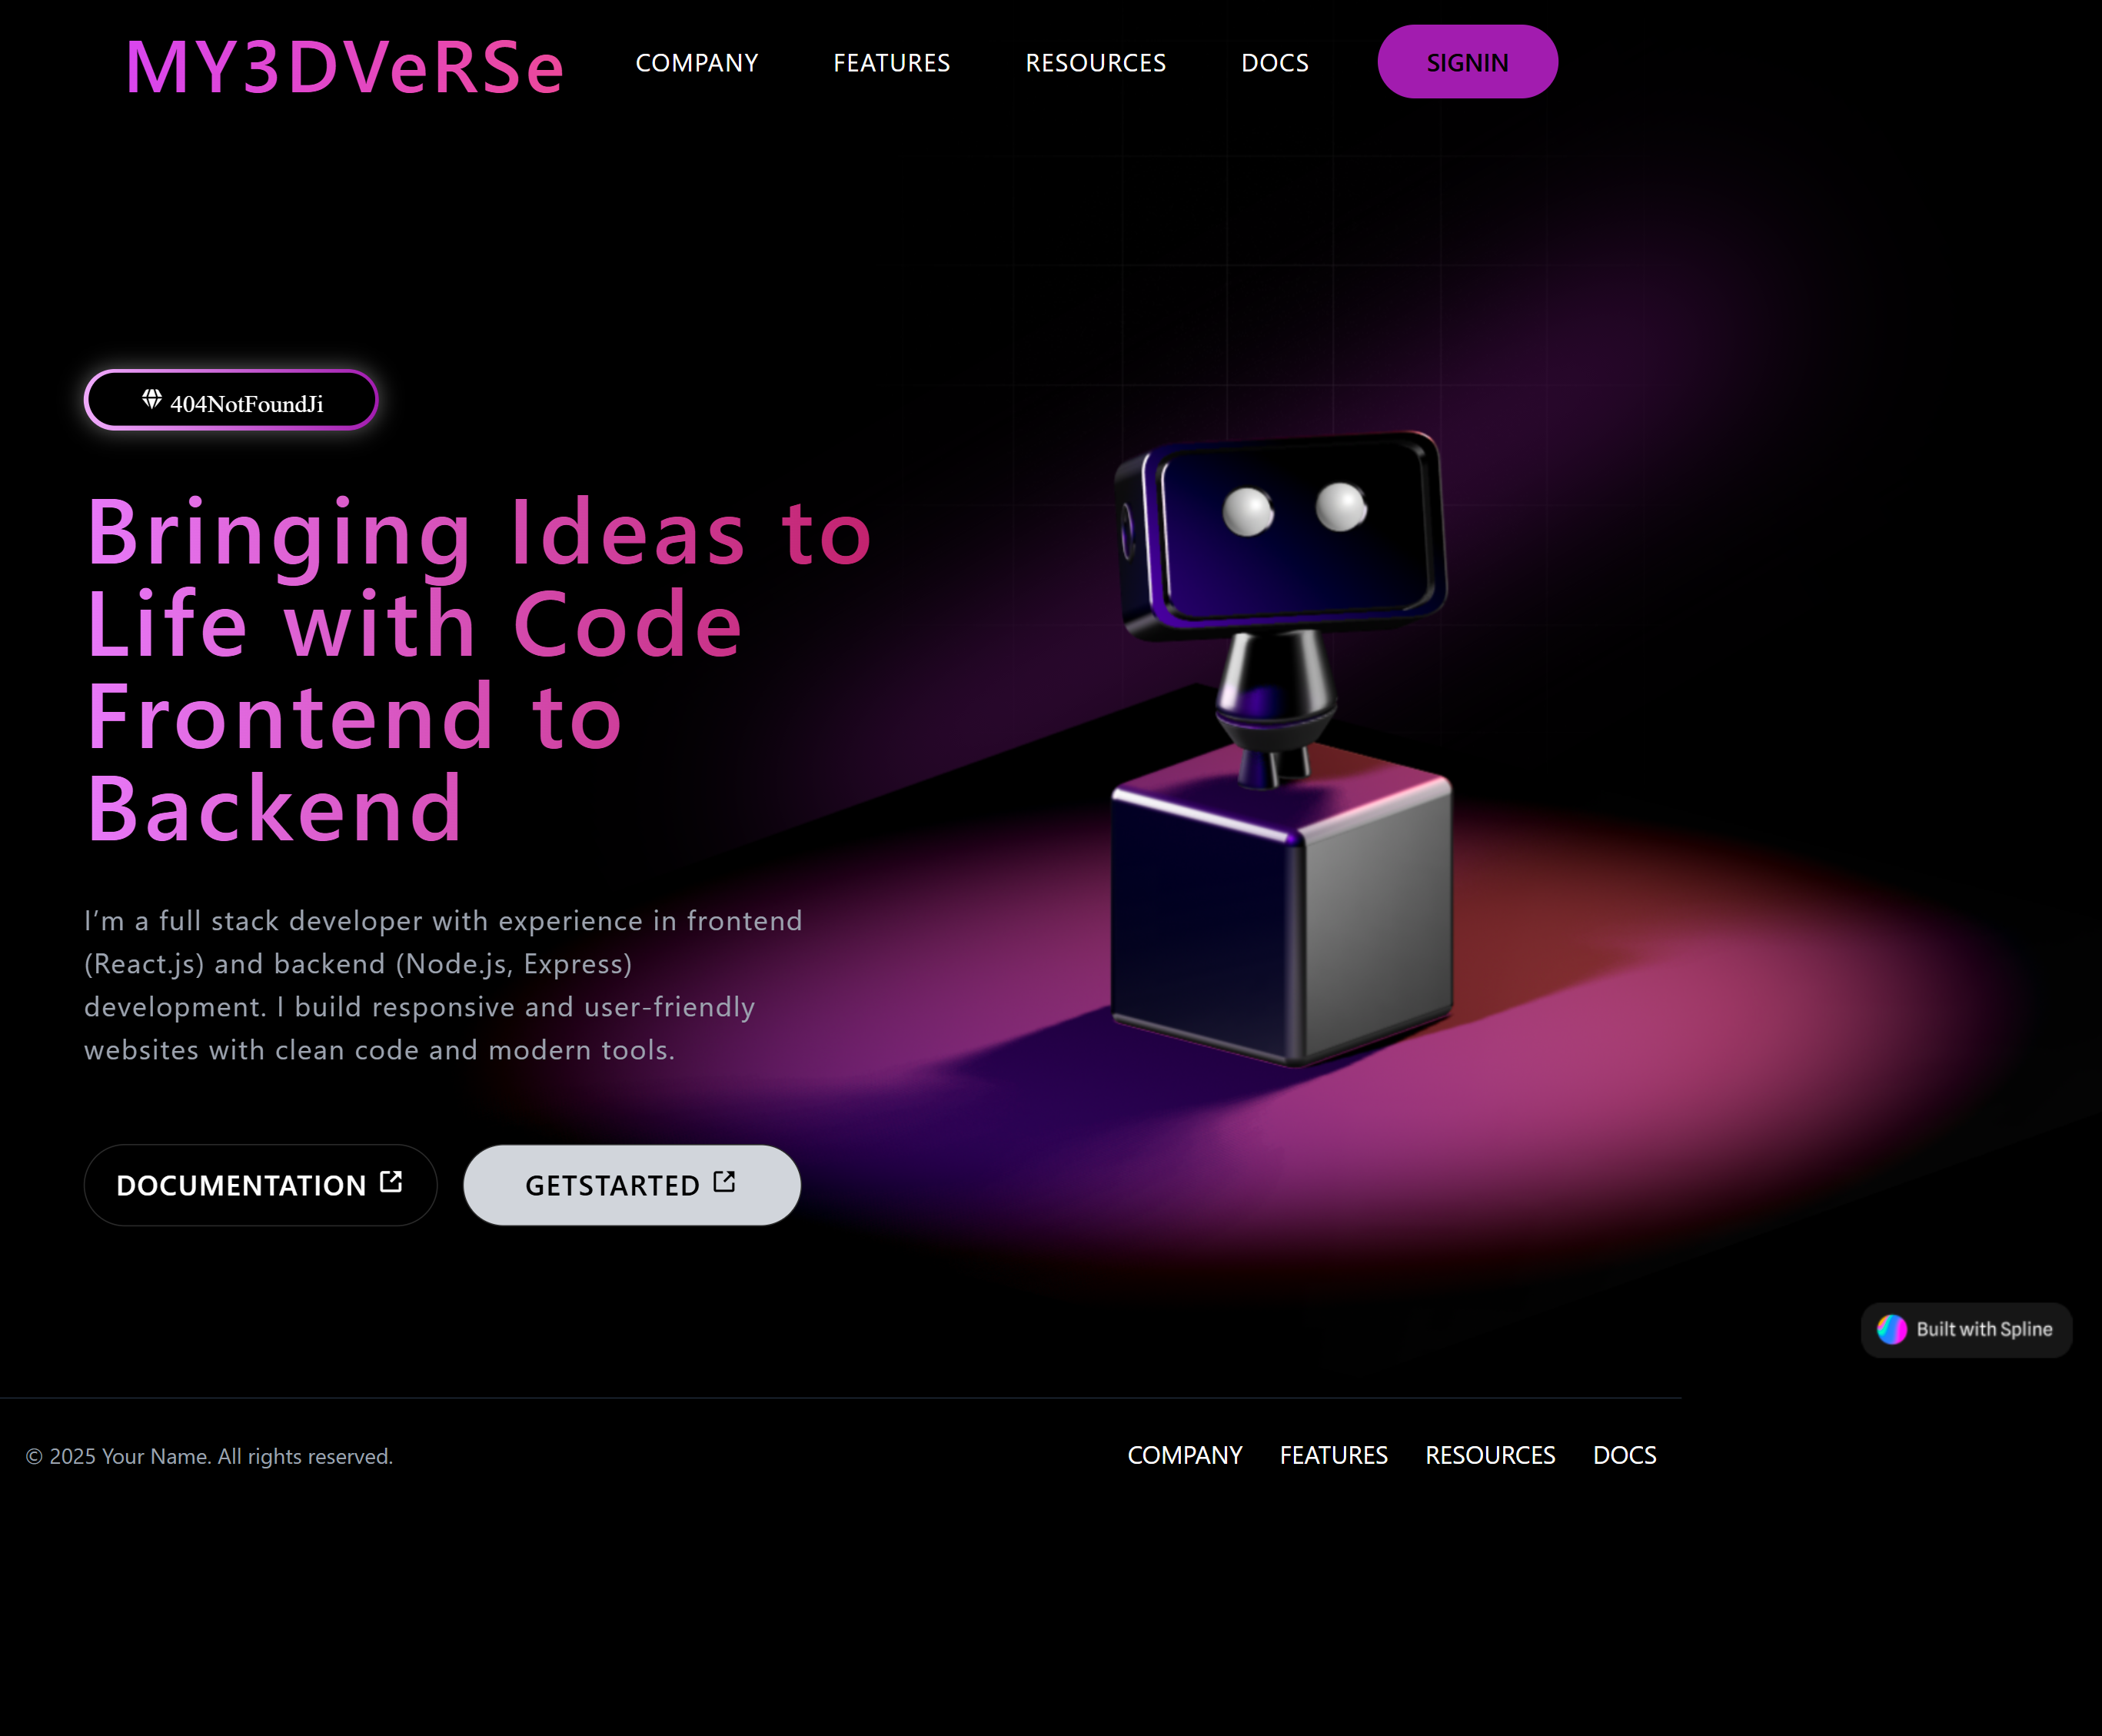 MY3DVeRSe
COMPANY
FEATURES
RESOURCES
DOCS
SIGNIN
404NotFoundJi
Bringing Ideas to
Life with Code
Frontend to
Backend
I’m a full stack developer with experience in frontend
(React.js) and backend (Node.js, Express)
development. I build responsive and user-friendly
websites with clean code and modern tools.
DOCUMENTATION
GETSTARTED
Built with Spline
© 2025 Your Name. All rights reserved.
COMPANY
FEATURES
RESOURCES
DOCS